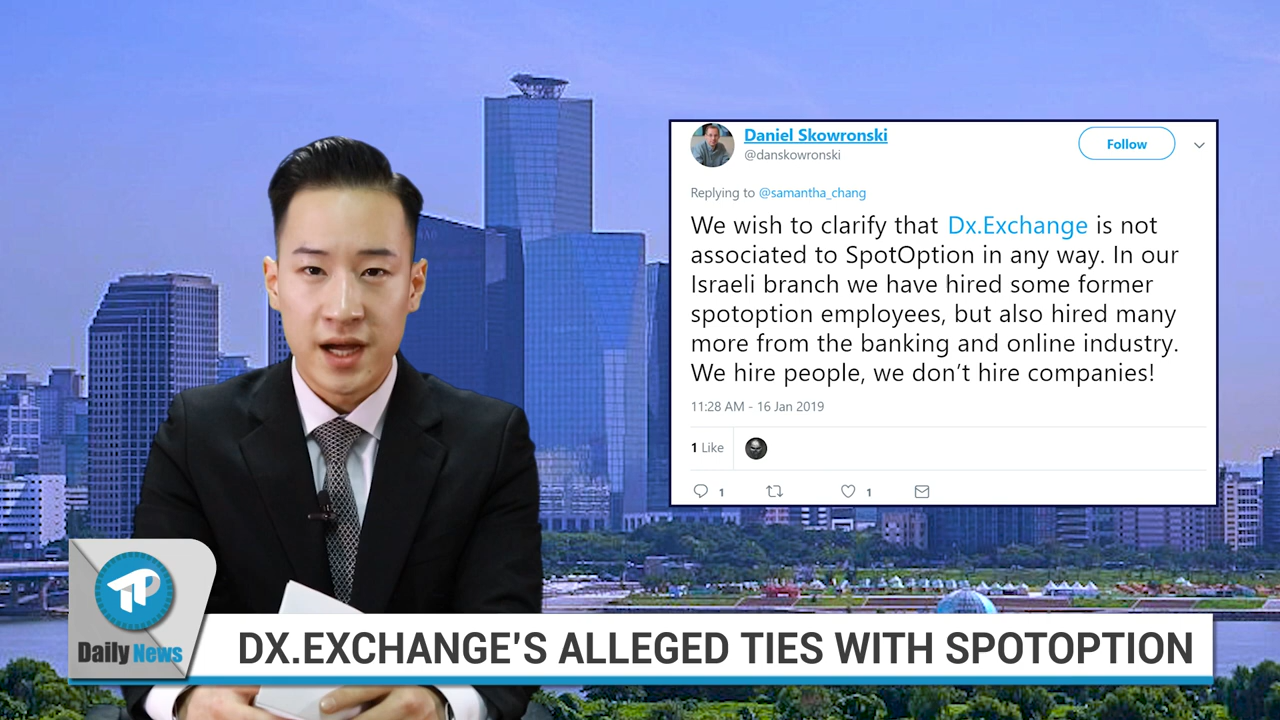 Daniel Skowronski
@danskowronski
Follow
Replying to @samantha_chang
We wish to clarify that Dx.Exchange is not
associated to SpotOption in any way. In our
Israeli branch we have hired some former
spotoption employees, but also hired many
more from the banking and online industry.
We hire people, we don’t hire companies!
11:28 AM - 16 Jan 2019
1 Like
1
1
TP
Daily News
DX.EXCHANGE'S ALLEGED TIES WITH SPOTOPTION